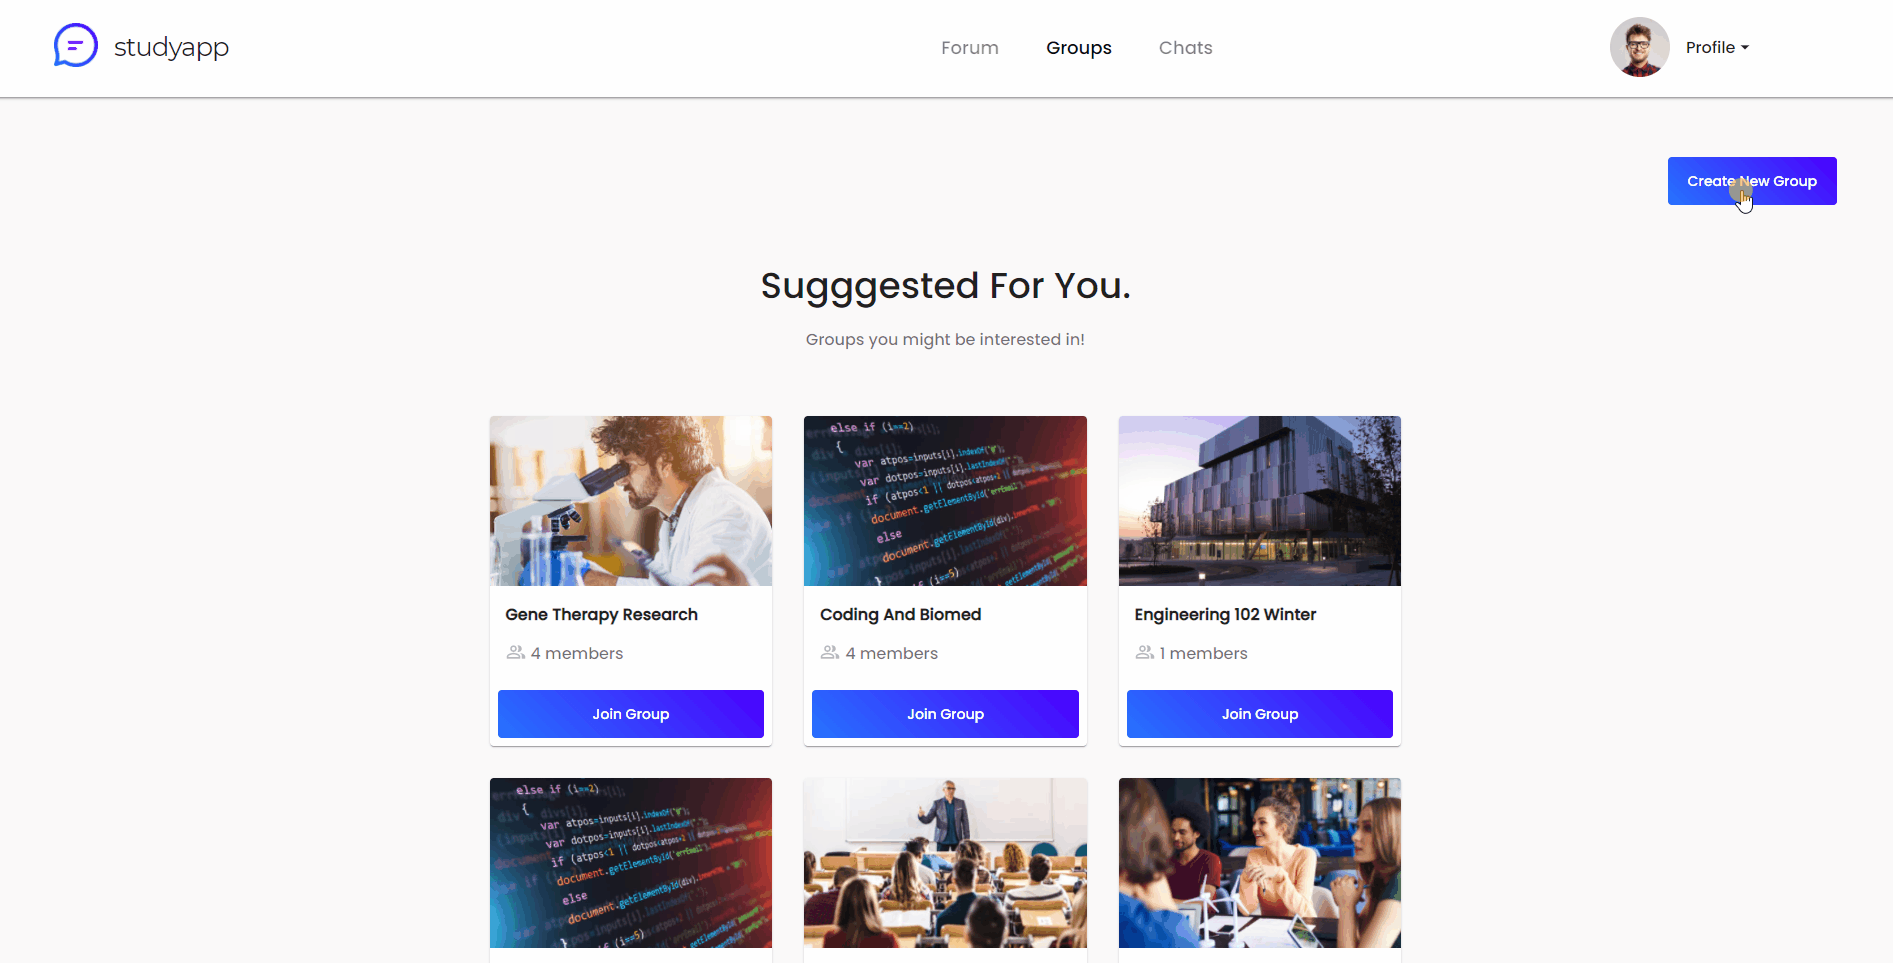 studyapp
Forum
Groups
Chats
Profile
Create New Group
Sugggested For You.
Groups you might be interested in!
else if (i==2)
{
var atpos=inputs[i].indexOf(
var dotpos=inputs[i].lastIndexOf(
if (atpos<1 || dotpos<atpos+2
document.getElementById('errEmail').innerHTML
else
document.getElementById(div).innerHTML
if (i==5)
Gene Therapy Research
Coding And Biomed
Engineering 102 Winter
4 members
4 members
1 members
Join Group
Join Group
Join Group
else if (i==2)
{
var atpos=inputs[i].indexOf(
var dotpos=inputs[i].lastIndexOf(
if (atpos<1 || dotpos<atpos+2
document.getElementById('errEmail').innerHTML
else
document.getElementById(div).innerHTML
if (i==5)